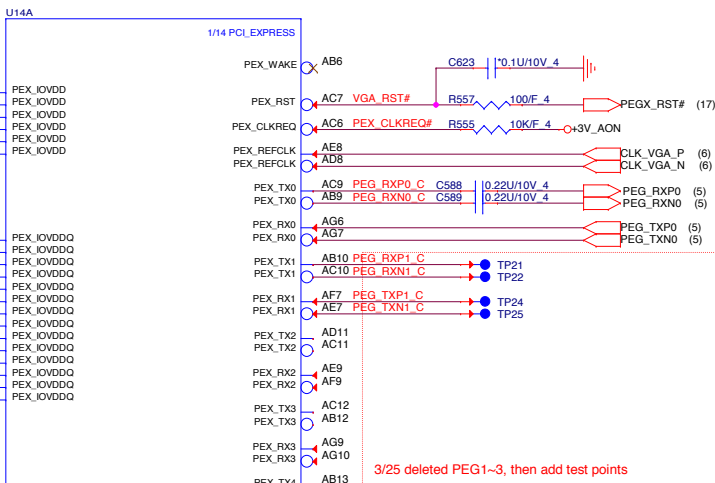 U14A
1/14 PCI_EXPRESS
PEX_WAKE AB6 C623 *0.1U/10V_4
PEX_IOVDD
PEX_IOVDD
PEX_IOVDD
PEX_IOVDD
PEX_IOVDD
PEX_IOVDD
PEX_RST AC7 VGA_RST# R557 100/F_4 PEGX_RST# (17)
PEX_CLKREQ AC6 PEX_CLKREQ# R555 10K/F_4 +3V_AON
PEX_REFCLK AE8 CLK_VGA_P (6)
PEX_REFCLK AD8 CLK_VGA_N (6)
PEX_TX0 AC9 PEG_RXP0_C C588 0.22U/10V_4 PEG_RXP0 (5)
PEX_TX0 AB9 PEG_RXN0_C C589 0.22U/10V_4 PEG_RXN0 (5)
PEX_RX0 AG6 PEG_TXP0 (5)
PEX_RX0 AG7 PEG_TXN0 (5)
PEX_IOVDDQ
PEX_IOVDDQ
PEX_IOVDDQ
PEX_IOVDDQ
PEX_IOVDDQ
PEX_IOVDDQ
PEX_IOVDDQ
PEX_IOVDDQ
PEX_IOVDDQ
PEX_IOVDDQ
PEX_IOVDDQ
PEX_IOVDDQ
PEX_IOVDDQ
PEX_IOVDDQ
PEX_TX1 AB10 PEG_RXP1_C TP21
PEX_TX1 AC10 PEG_RXN1_C TP22
PEX_RX1 AF7 PEG_TXP1_C TP24
PEX_RX1 AE7 PEG_TXN1_C TP25
PEX_TX2 AD11
PEX_TX2 AC11
PEX_RX2 AE9
PEX_RX2 AF9
PEX_TX3 AC12
PEX_TX3 AB12
PEX_RX3 AG9
PEX_RX3 AG10
3/25 deleted PEG1~3, then add test points
PEX_TX4 AB13